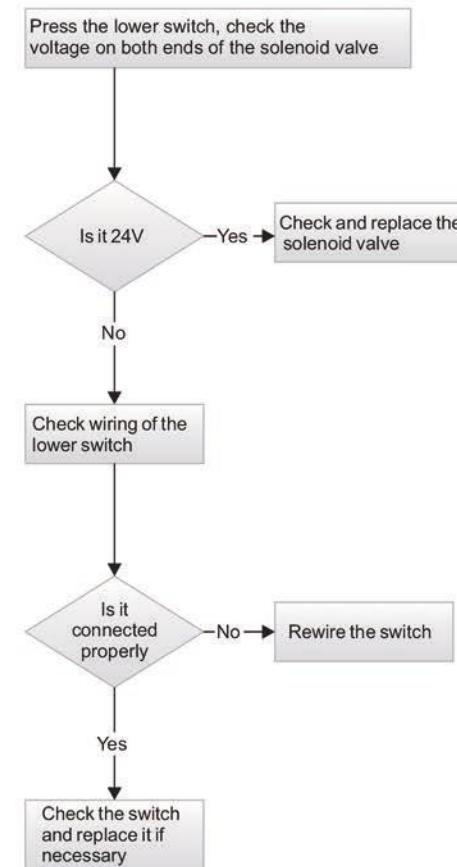 Press the lower switch, check the
voltage on both ends of the solenoid valve
Is it 24V
Yes
Check and replace the
solenoid valve
No
Check wiring of the
lower switch
Is it
connected
properly
No
Rewire the switch
Yes
Check the switch
and replace it if
necessary